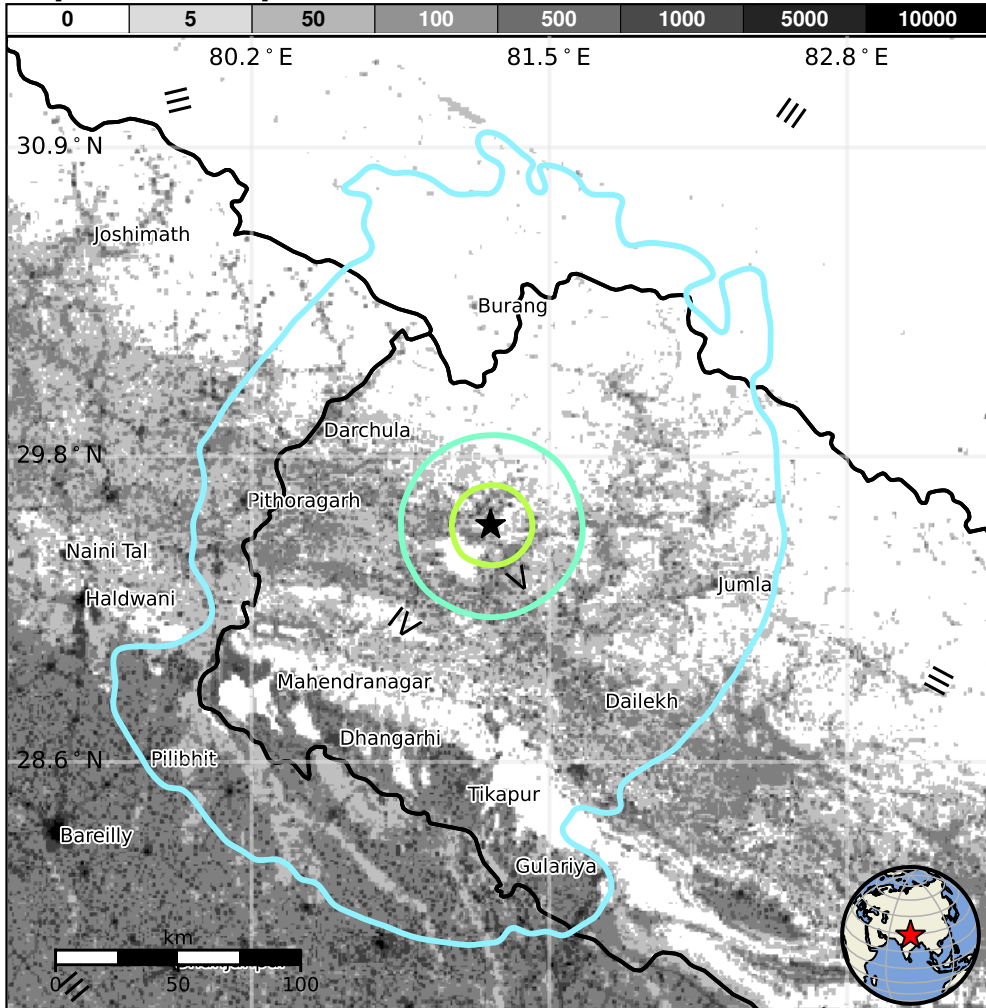 0 5 50 100 500 1000 5000 10000
80.2°E 81.5°E 82.8°E
III III
30.9°N
Joshimath
Burang
Darchula
29.8°N
Pithoragarh
Naini Tal
V
Jumla
Haldwani
IV
III
Mahendranagar
Dailekh
Dhangarhi
28.6°N
Pilibhit
Tikapur
Bareilly
Gulariya
km
0 50 100
III